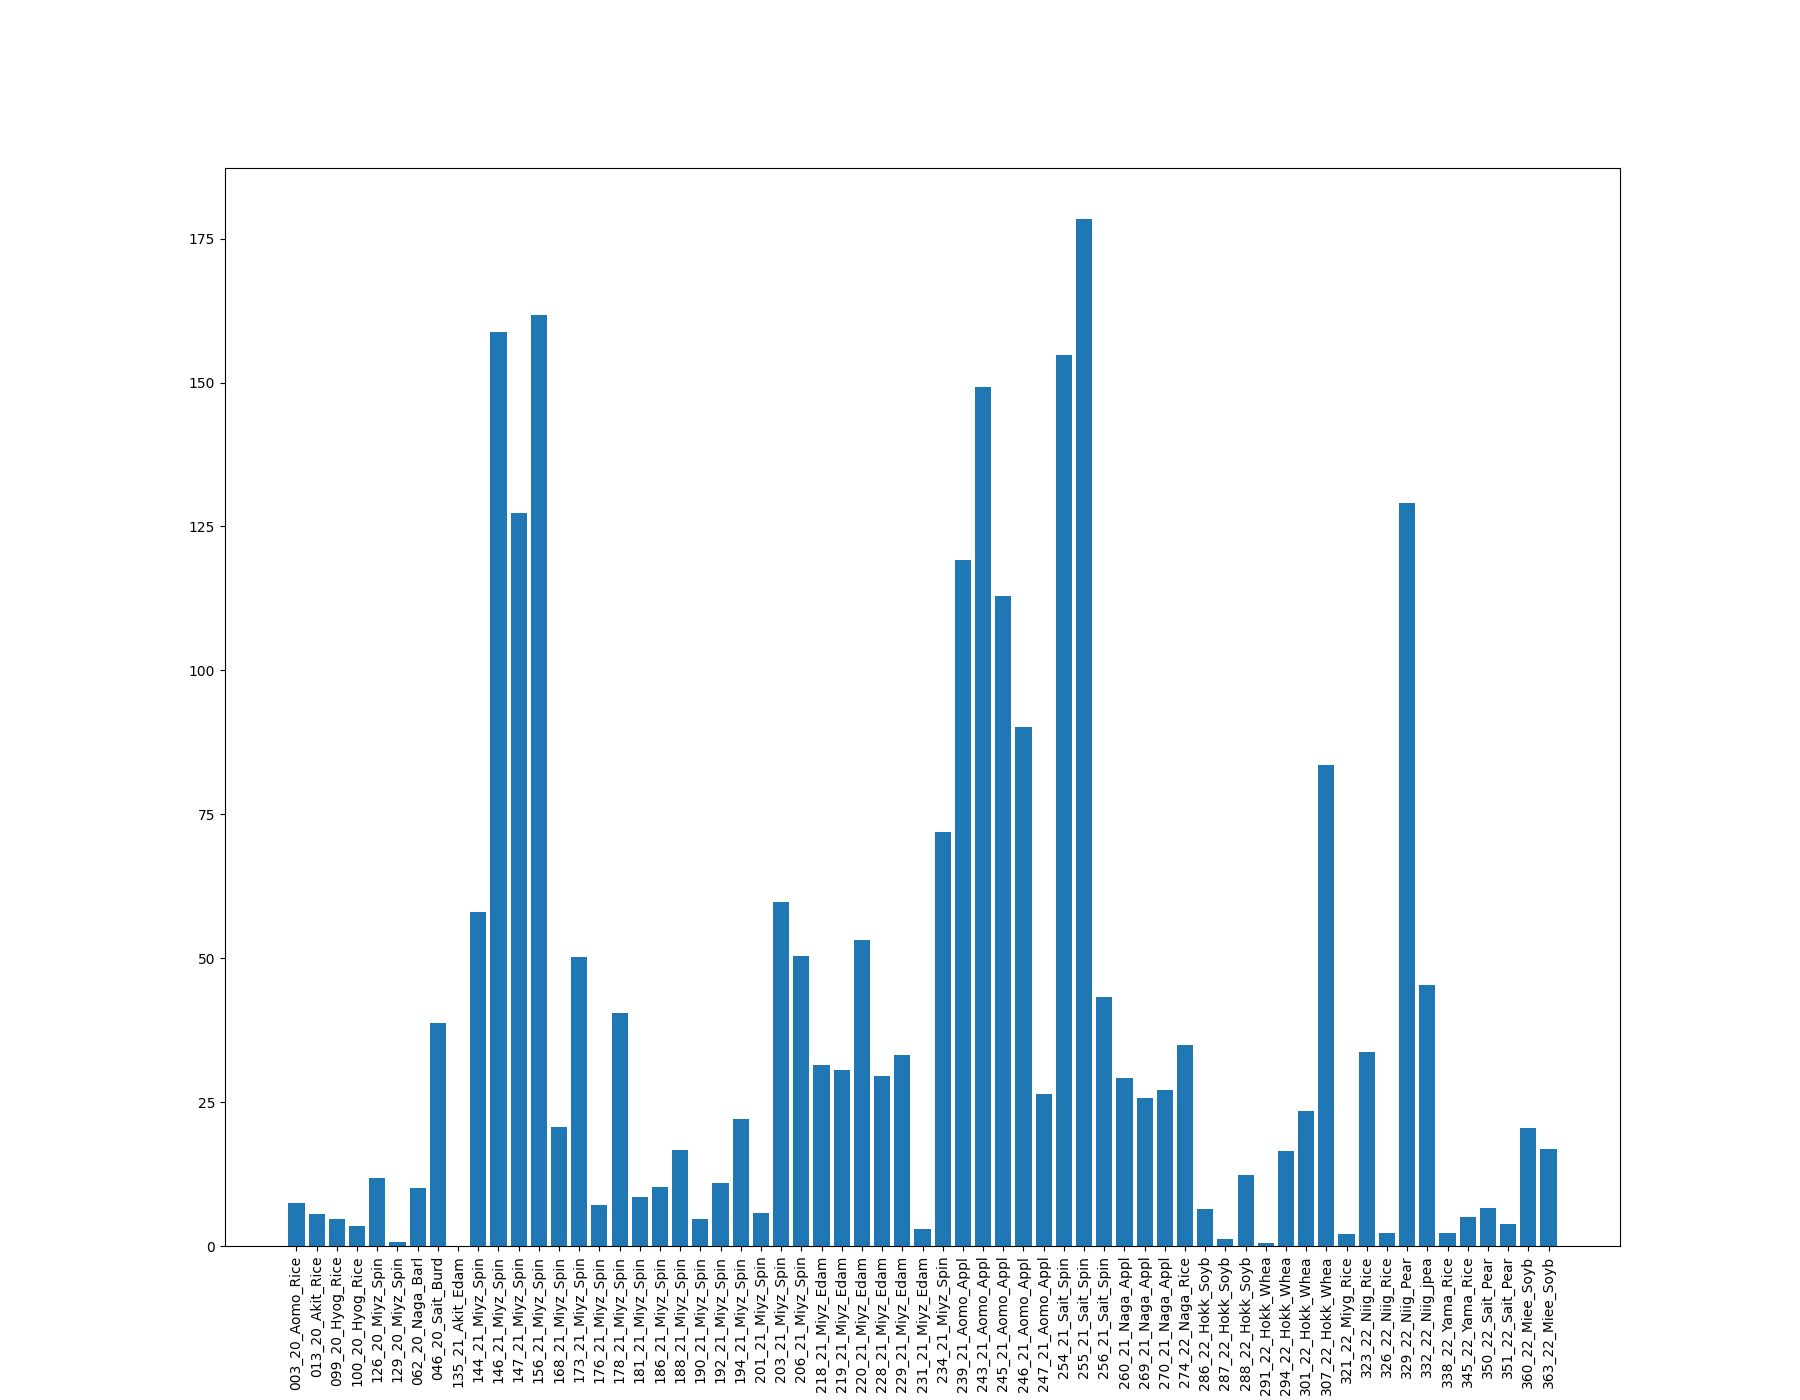 175
150
125
100
75
50
25
0
003_20_Aomo_Rice
013_20_Akit_Rice
099_20_Hyog_Rice
100_20_Hyog_Rice
126_20_Miyz_Spin
129_20_Miyz_Spin
062_20_Naga_Barl
046_20_Sait_Burd
135_21_Akit_Edam
144_21_Miyz_Spin
146_21_Miyz_Spin
147_21_Miyz_Spin
156_21_Miyz_Spin
168_21_Miyz_Spin
173_21_Miyz_Spin
176_21_Miyz_Spin
178_21_Miyz_Spin
181_21_Miyz_Spin
186_21_Miyz_Spin
188_21_Miyz_Spin
190_21_Miyz_Spin
192_21_Miyz_Spin
194_21_Miyz_Spin
201_21_Miyz_Spin
203_21_Miyz_Spin
206_21_Miyz_Spin
218_21_Miyz_Edam
219_21_Miyz_Edam
220_21_Miyz_Edam
228_21_Miyz_Edam
229_21_Miyz_Edam
231_21_Miyz_Edam
234_21_Miyz_Spin
239_21_Aomo_Appl
243_21_Aomo_Appl
245_21_Aomo_Appl
246_21_Aomo_Appl
247_21_Aomo_Appl
254_21_Sait_Spin
255_21_Sait_Spin
256_21_Sait_Spin
260_21_Naga_Appl
269_21_Naga_Appl
270_21_Naga_Appl
274_22_Naga_Rice
286_22_Hokk_Soyb
287_22_Hokk_Soyb
288_22_Hokk_Soyb
291_22_Hokk_Whea
294_22_Hokk_Whea
301_22_Hokk_Whea
307_22_Hokk_Whea
321_22_Miyg_Rice
323_22_Niig_Rice
326_22_Niig_Rice
329_22_Niig_Pear
332_22_Niig_jpea
338_22_Yama_Rice
345_22_Yama_Rice
350_22_Sait_Pear
351_22_Sait_Pear
360_22_Miee_Soyb
363_22_Miee_Soyb